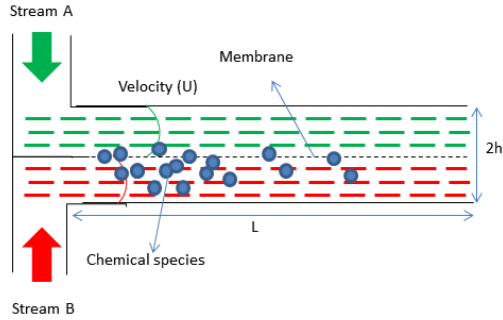 Stream A
Velocity (U)
Membrane
2h
L
Chemical species
Stream B